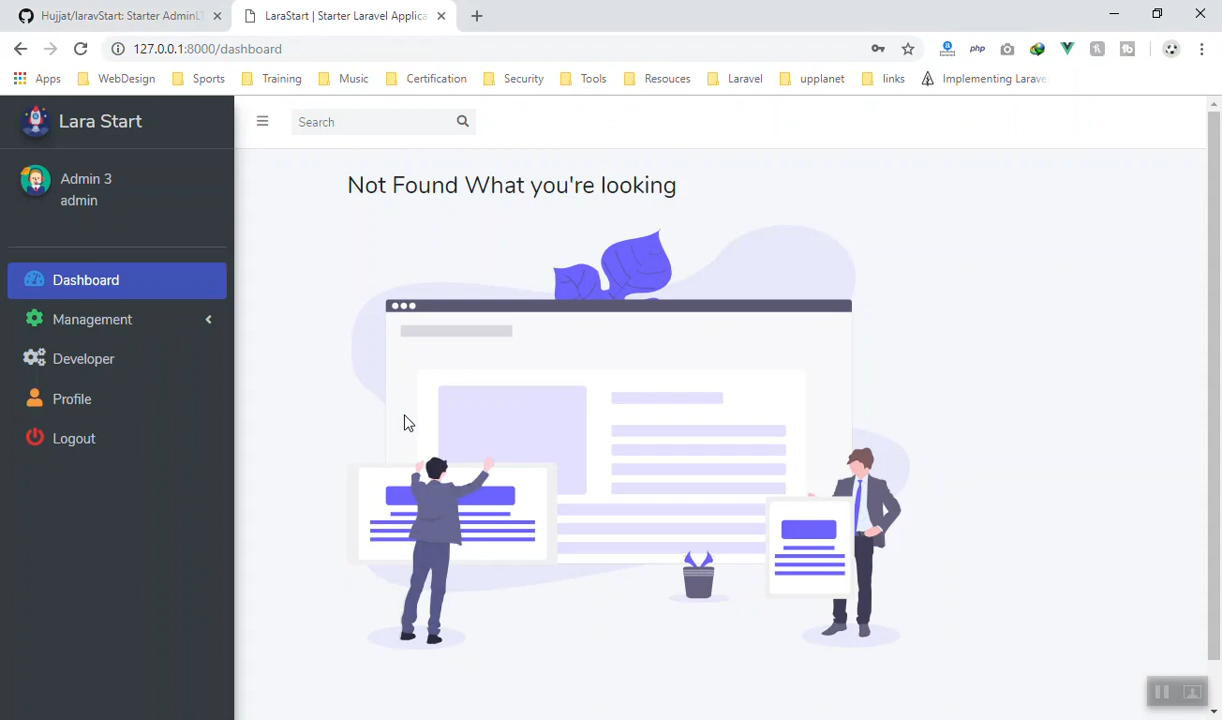 Hujjat/laravStart: Starter AdminLT
LaraStart | Starter Laravel Applica
127.0.0.1:8000/dashboard
php
Apps
WebDesign
Sports
Training
Music
Certification
Security
Tools
Resouces
Laravel
upplanet
links
Implementing Larave
Lara Start
Search
Admin 3
admin
Not Found What you're looking
Dashboard
Management
Developer
Profile
Logout